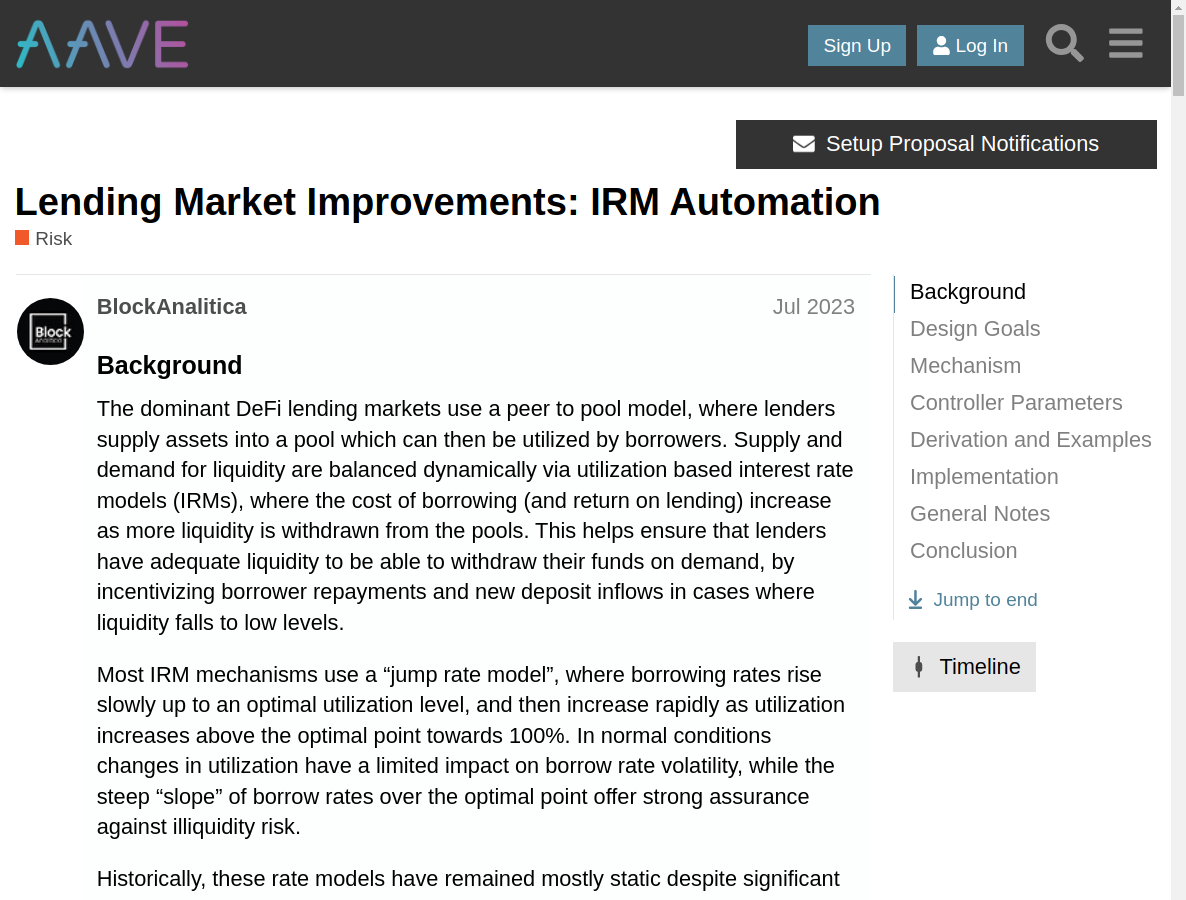 AAVE
Sign Up
Log In
Setup Proposal Notifications
Lending Market Improvements: IRM Automation
Risk
BlockAnalitica
Jul 2023
Block
Analitica
Background
The dominant DeFi lending markets use a peer to pool model, where lenders
supply assets into a pool which can then be utilized by borrowers. Supply and
demand for liquidity are balanced dynamically via utilization based interest rate
models (IRMs), where the cost of borrowing (and return on lending) increase
as more liquidity is withdrawn from the pools. This helps ensure that lenders
have adequate liquidity to be able to withdraw their funds on demand, by
incentivizing borrower repayments and new deposit inflows in cases where
liquidity falls to low levels.
Most IRM mechanisms use a “jump rate model”, where borrowing rates rise
slowly up to an optimal utilization level, and then increase rapidly as utilization
increases above the optimal point towards 100%. In normal conditions
changes in utilization have a limited impact on borrow rate volatility, while the
steep “slope” of borrow rates over the optimal point offer strong assurance
against illiquidity risk.
Historically, these rate models have remained mostly static despite significant
Background
Design Goals
Mechanism
Controller Parameters
Derivation and Examples
Implementation
General Notes
Conclusion
Jump to end
Timeline